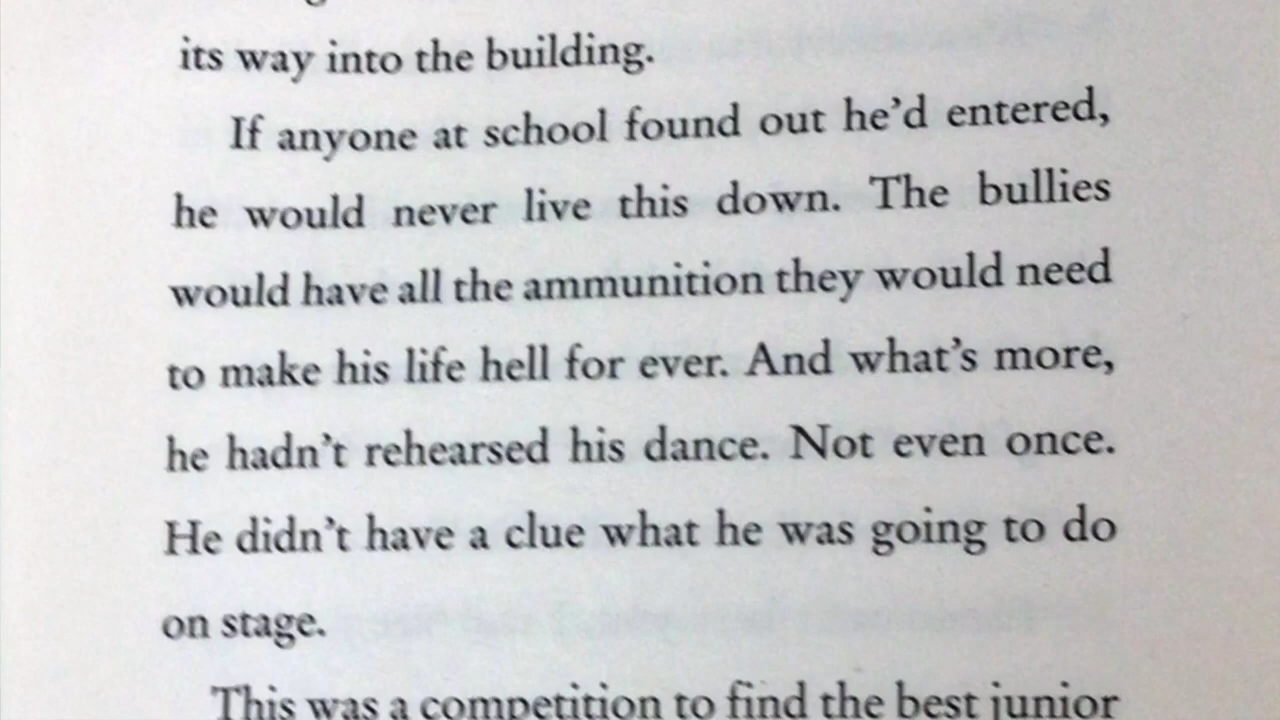 its way into the building.
If anyone at school found out he’d entered,
he would never live this down. The bullies
would have all the ammunition they would need
to make his life hell for ever. And what’s more,
he hadn’t rehearsed his dance. Not even once.
He didn’t have a clue what he was going to do
on stage.
This was a competition to find the best junior